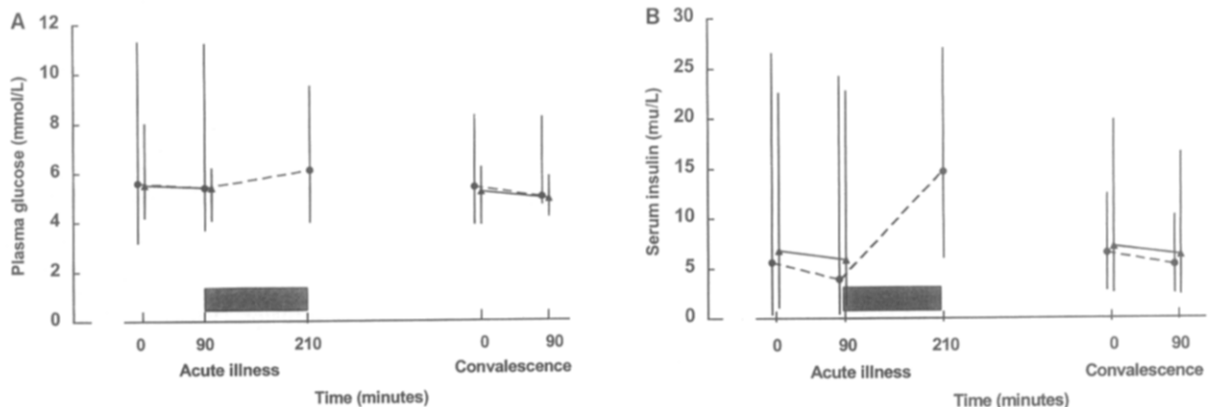 A
Plasma glucose (mmol/L)
12
10
8
6
4
2
0
0
90
210
0
90
Acute illness
Convalescence
Time (minutes)
B
Serum insulin (mu/L)
30
25
20
15
10
5
0
0
90
210
0
90
Acute illness
Convalescence
Time (minutes)